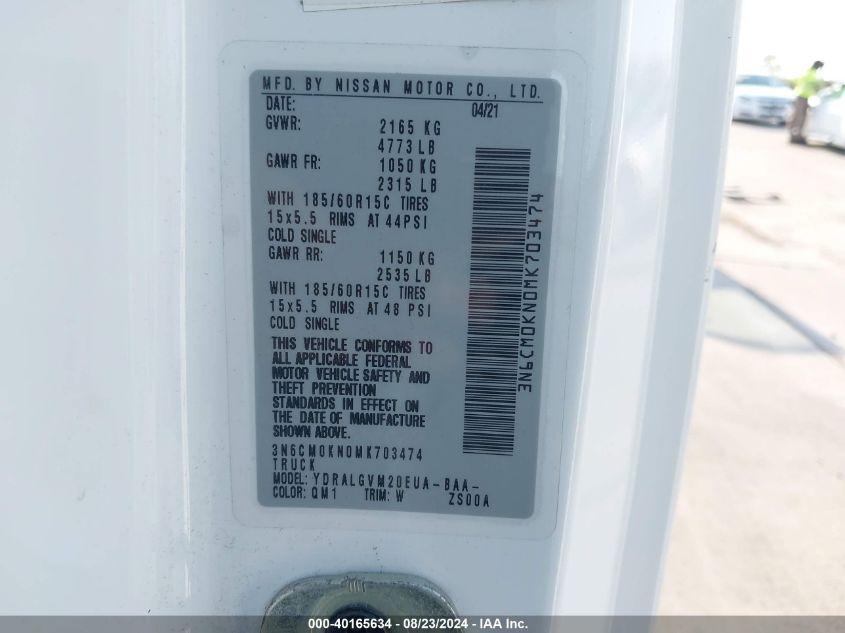 MFD. BY NISSAN MOTOR CO., LTD.
DATE: 04/21
GVWR: 2165 KG
4773 LB
GAWR FR: 1050 KG
2315 LB
WITH 185/60R15C TIRES
15x5.5 RIMS AT 44PSI
COLD SINGLE
GAWR RR: 1150 KG
2535 LB
WITH 185/60R15C TIRES
15x5.5 RIMS AT 48 PSI
COLD SINGLE
THIS VEHICLE CONFORMS TO
ALL APPLICABLE FEDERAL
MOTOR VEHICLE SAFETY AND
THEFT PREVENTION
STANDARDS IN EFFECT ON
THE DATE OF MANUFACTURE
SHOWN ABOVE.
3N6CM0KN0MK703474
TRUCK
MODEL: YDRALGVM20EUA-BAA-
COLOR: QM1 TRIM: W ZS00A
3N6CM0KN0MK703474
000-40165634 - 08/23/2024 - IAA Inc.